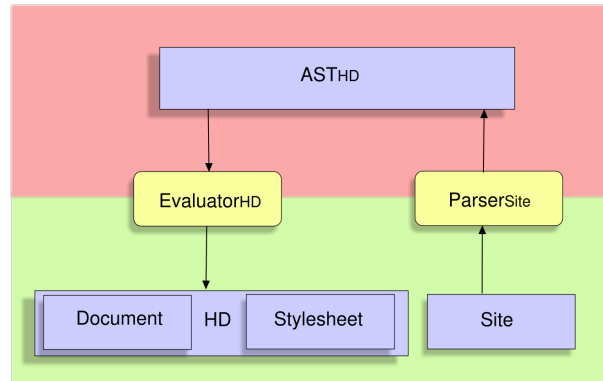 ASTHD
EvaluatorHD
ParserSite
Document HD Stylesheet
Site